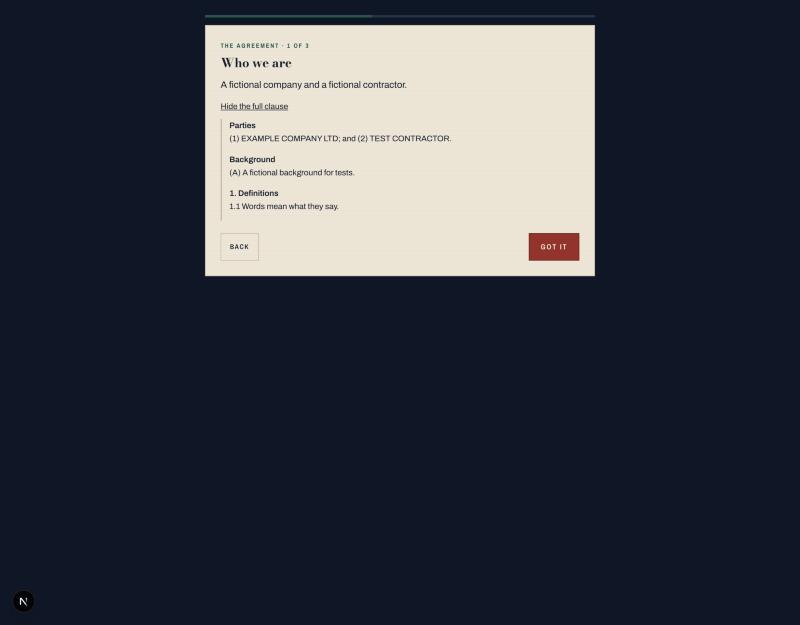 THE AGREEMENT · 1 OF 3
Who we are
A fictional company and a fictional contractor.
Hide the full clause
Parties
(1) EXAMPLE COMPANY LTD; and (2) TEST CONTRACTOR.
Background
(A) A fictional background for tests.
1. Definitions
1.1 Words mean what they say.
BACK
GOT IT
N